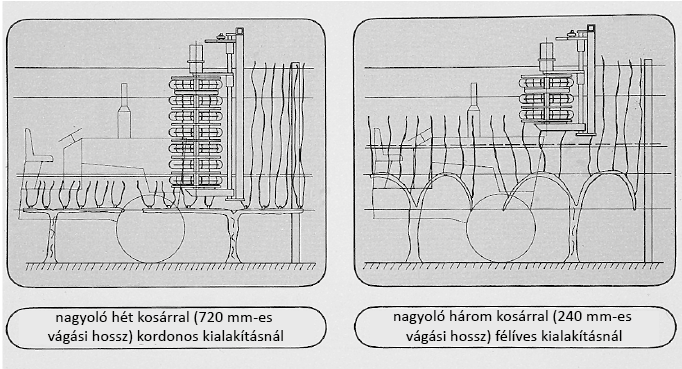 nagyoló hét kosárral (720 mm-es
vágási hossz) kordonos kialakításnál
nagyoló három kosárral (240 mm-es
vágási hossz) félíves kialakításnál